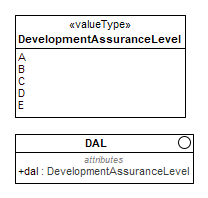 «valueType»
DevelopmentAssuranceLevel
A
B
C
D
E
DAL
attributes
+dal : DevelopmentAssuranceLevel